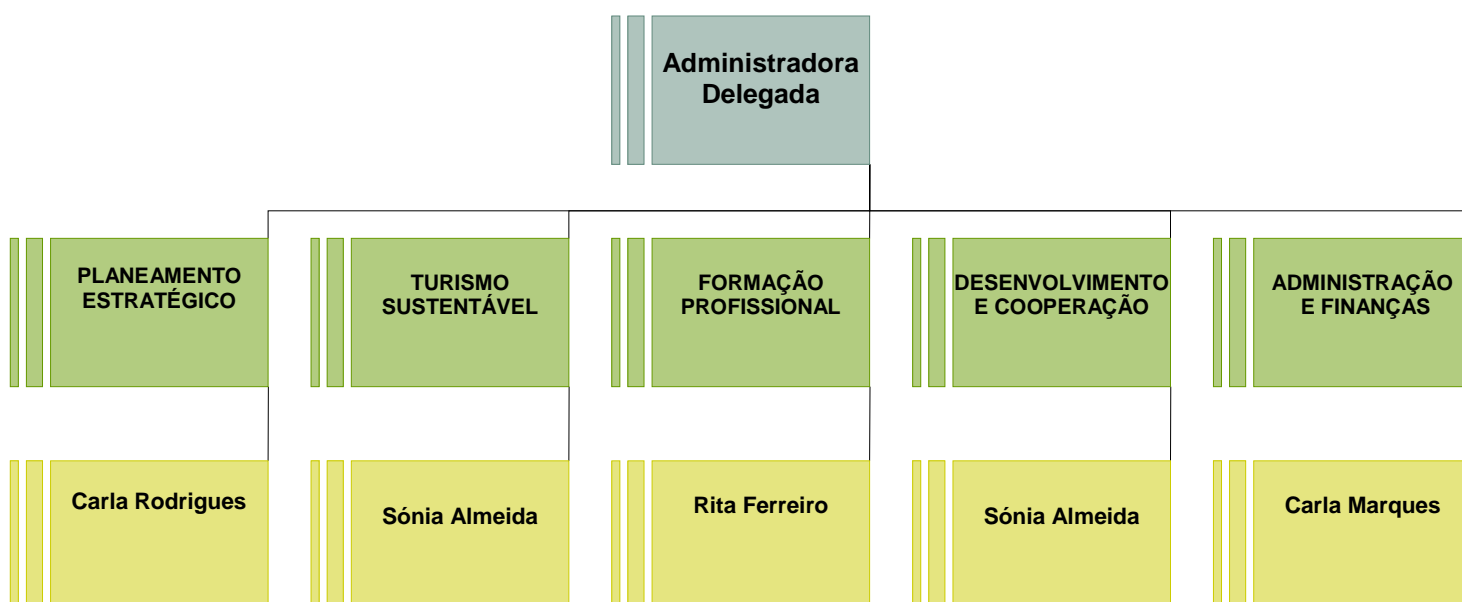 Administradora
Delegada
PLANEAMENTO
ESTRATÉGICO
TURISMO
SUSTENTÁVEL
FORMAÇÃO
PROFISSIONAL
DESENVOLVIMENTO
E COOPERAÇÃO
ADMINISTRAÇÃO
E FINANÇAS
Carla Rodrigues
Sónia Almeida
Rita Ferreiro
Sónia Almeida
Carla Marques